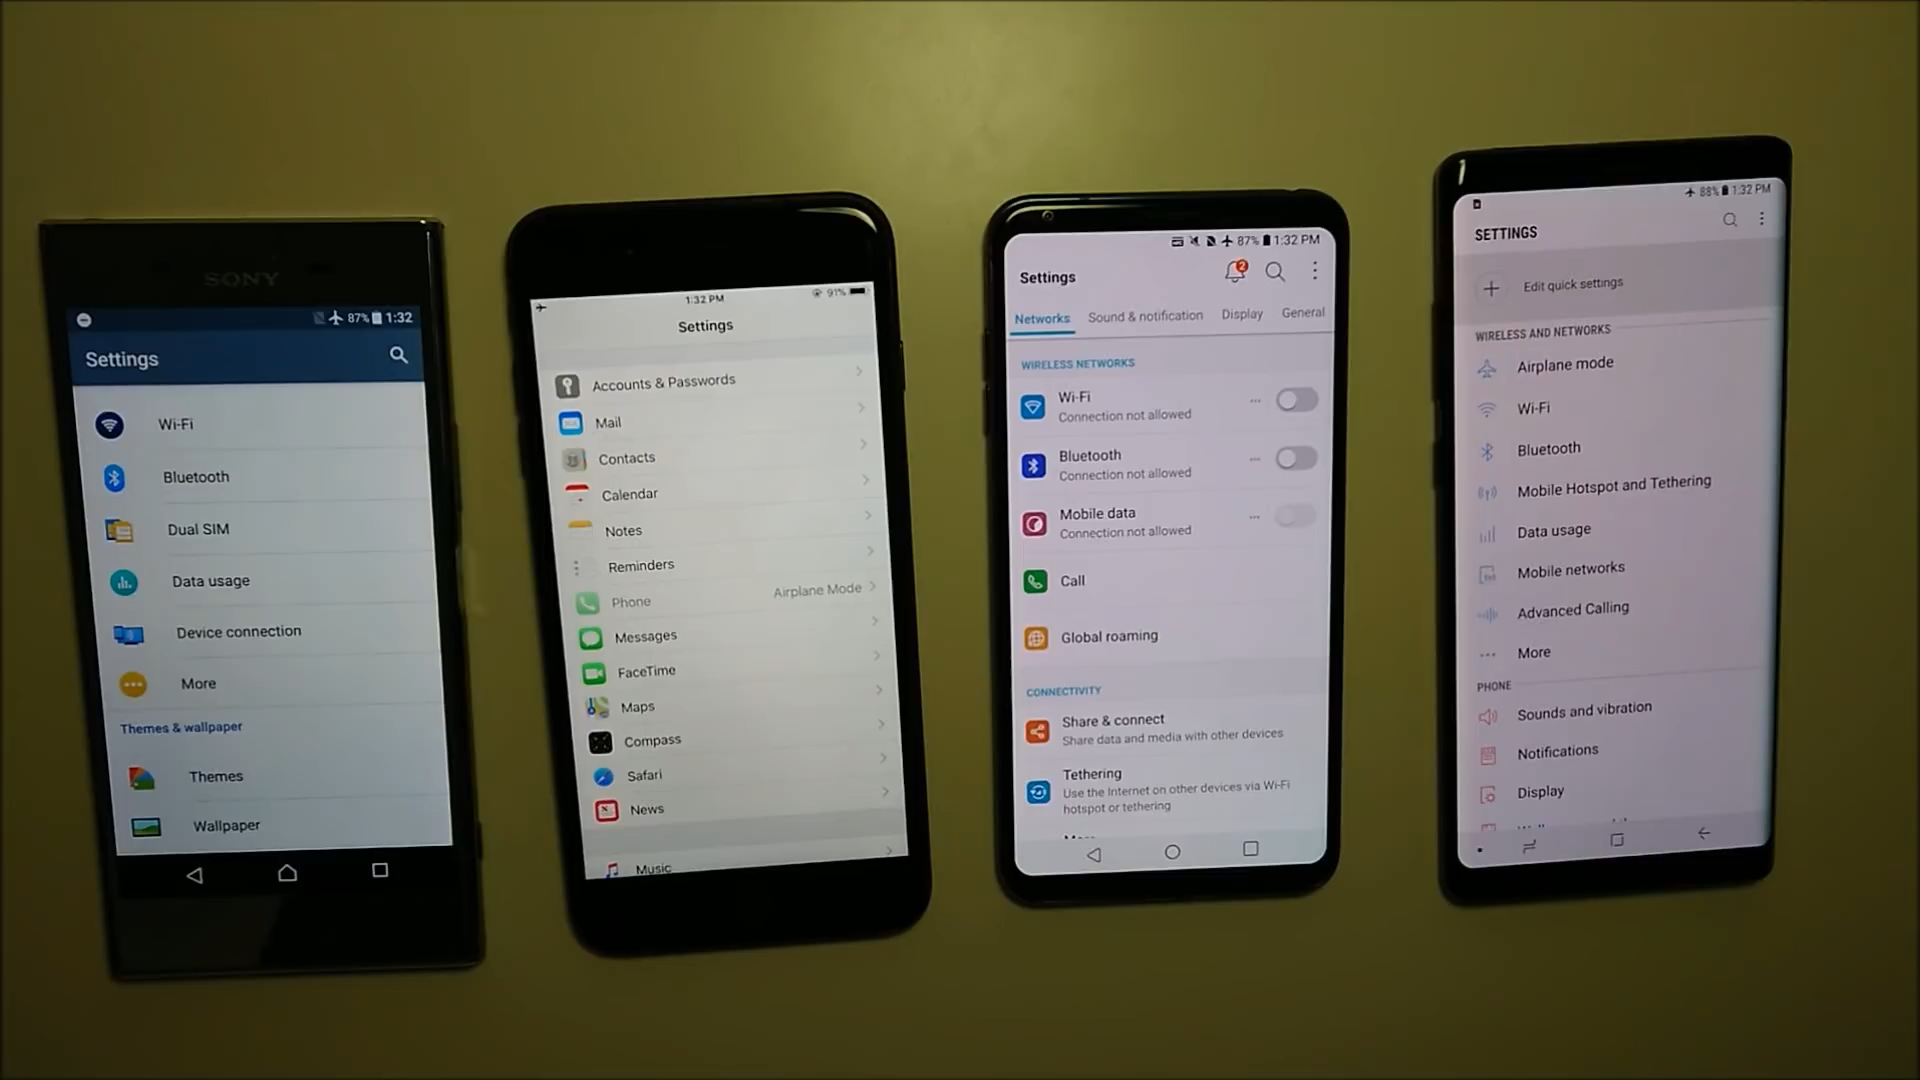 SONY
87% 1:32
Settings
Wi-Fi
Bluetooth
Dual SIM
Data usage
Device connection
More
Themes & wallpaper
Themes
Wallpaper
1:32 PM
91%
Settings
Accounts & Passwords
Mail
Contacts
Calendar
Notes
Reminders
Phone Airplane Mode
Messages
FaceTime
Maps
Compass
Safari
News
Music
87% 1:32 PM
Settings
2
Networks Sound & notification Display General
WIRELESS NETWORKS
Wi-Fi
Connection not allowed
Bluetooth
Connection not allowed
Mobile data
Connection not allowed
Call
Global roaming
CONNECTIVITY
Share & connect
Share data and media with other devices
Tethering
Use the Internet on other devices via Wi-Fi
hotspot or tethering
88% 1:32 PM
SETTINGS
Edit quick settings
WIRELESS AND NETWORKS
Airplane mode
Wi-Fi
Bluetooth
Mobile Hotspot and Tethering
Data usage
Mobile networks
Advanced Calling
More
PHONE
Sounds and vibration
Notifications
Display